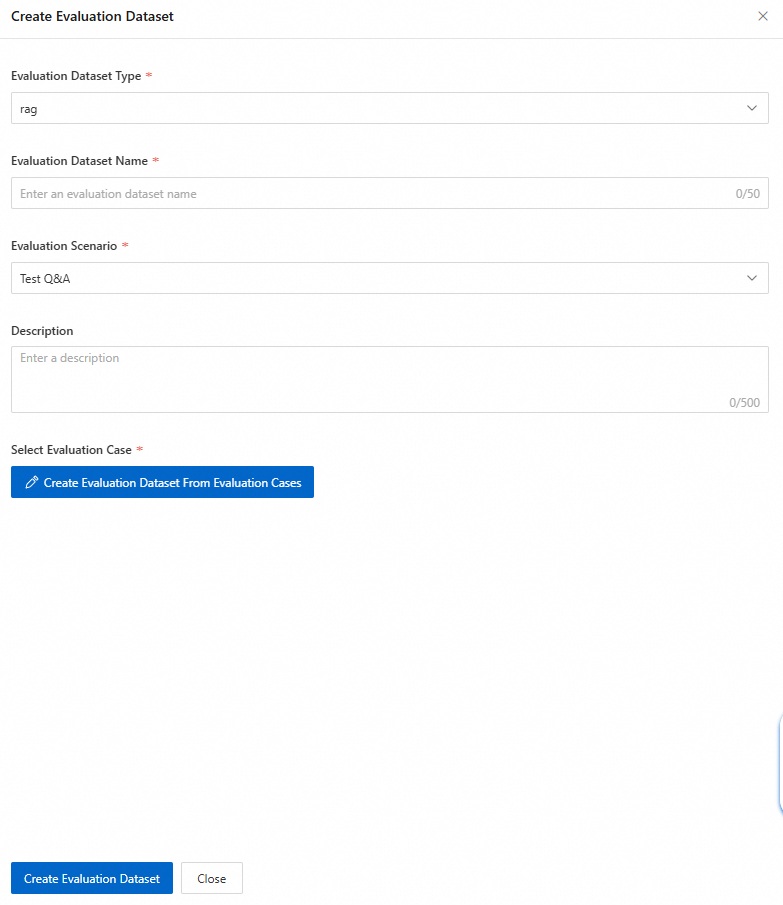 Create Evaluation Dataset
Evaluation Dataset Type *
rag
Evaluation Dataset Name *
Enter an evaluation dataset name 0/50
Evaluation Scenario *
Test Q&A
Description
Enter a description
0/500
Select Evaluation Case *
Create Evaluation Dataset From Evaluation Cases
Create Evaluation Dataset Close